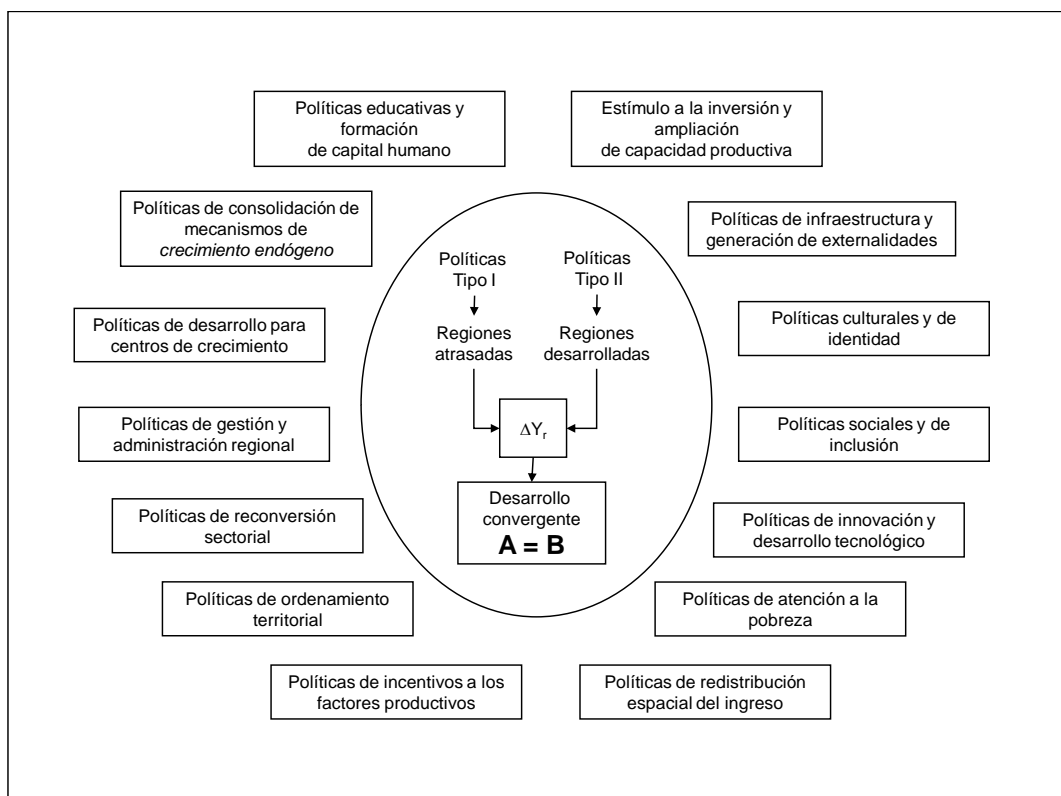 Políticas educativas y
formación
de capital humano
Estímulo a la inversión y
ampliación
de capacidad productiva
Políticas de consolidación de
mecanismos de
crecimiento endógeno
Políticas de infraestructura y
generación de externalidades
Políticas
Tipo I
Políticas
Tipo II
Políticas de desarrollo para
centros de crecimiento
Regiones
atrasadas
Regiones
desarrolladas
Políticas culturales y de
identidad
Políticas de gestión y
administración regional
ΔYr
Políticas sociales y de
inclusión
Políticas de reconversión
sectorial
Desarrollo
convergente
A = B
Políticas de innovación y
desarrollo tecnológico
Políticas de ordenamiento
territorial
Políticas de atención a la
pobreza
Políticas de incentivos a los
factores productivos
Políticas de redistribución
espacial del ingreso